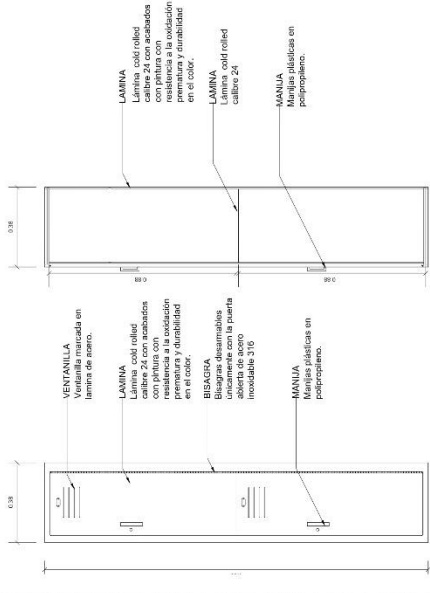 LAMINA
Lámina cold rolled
calibre 24 con acabados
con pintura con
resistencia a la oxidación
prematura y durabilidad
en el color.
LAMINA
Lámina cold rolled
calibre 24
MANIJA
Manijas plásticas en
polipropileno.
0.38
0.88
0.88
VENTANILLA
Ventanilla marcada en
lamina de acero.
LAMINA
Lámina cold rolled
calibre 24 con acabados
con pintura con
resistencia a la oxidación
prematura y durabilidad
en el color.
BISAGRA
Bisagras desarmables
únicamente con la puerta
abierta de acero
inoxidable 316
MANIJA
Manijas plásticas en
polipropileno.
0.38